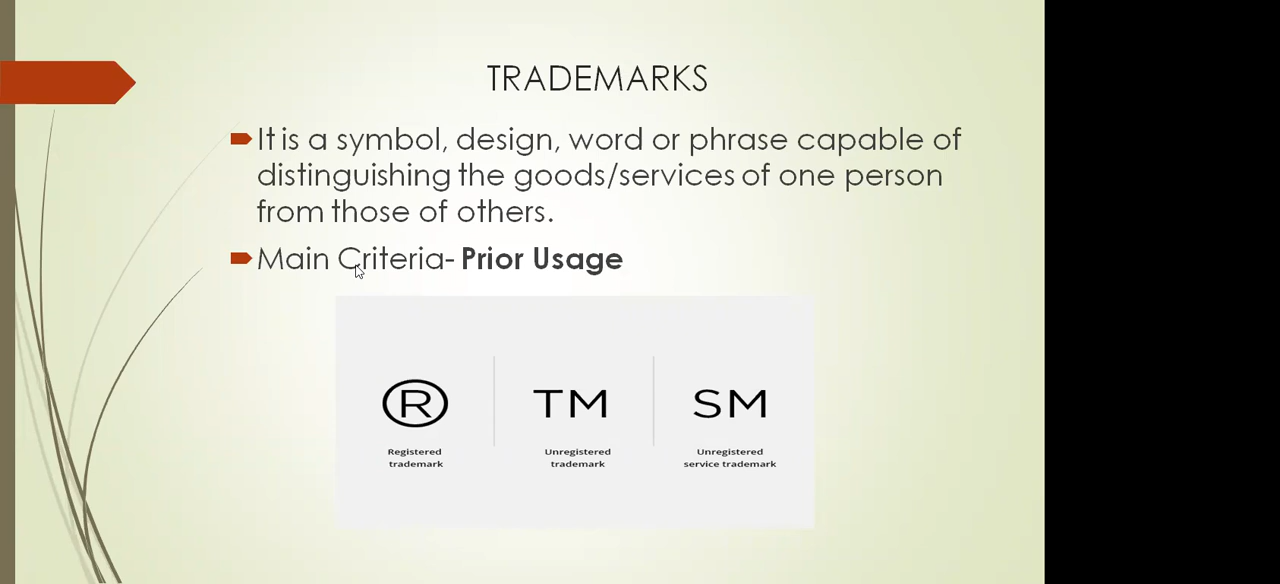 TRADEMARKS
It is a symbol, design, word or phrase capable of
distinguishing the goods/services of one person
from those of others.
Main Criteria- Prior Usage
® TM SM
Registered trademark
Unregistered trademark
Unregistered service trademark